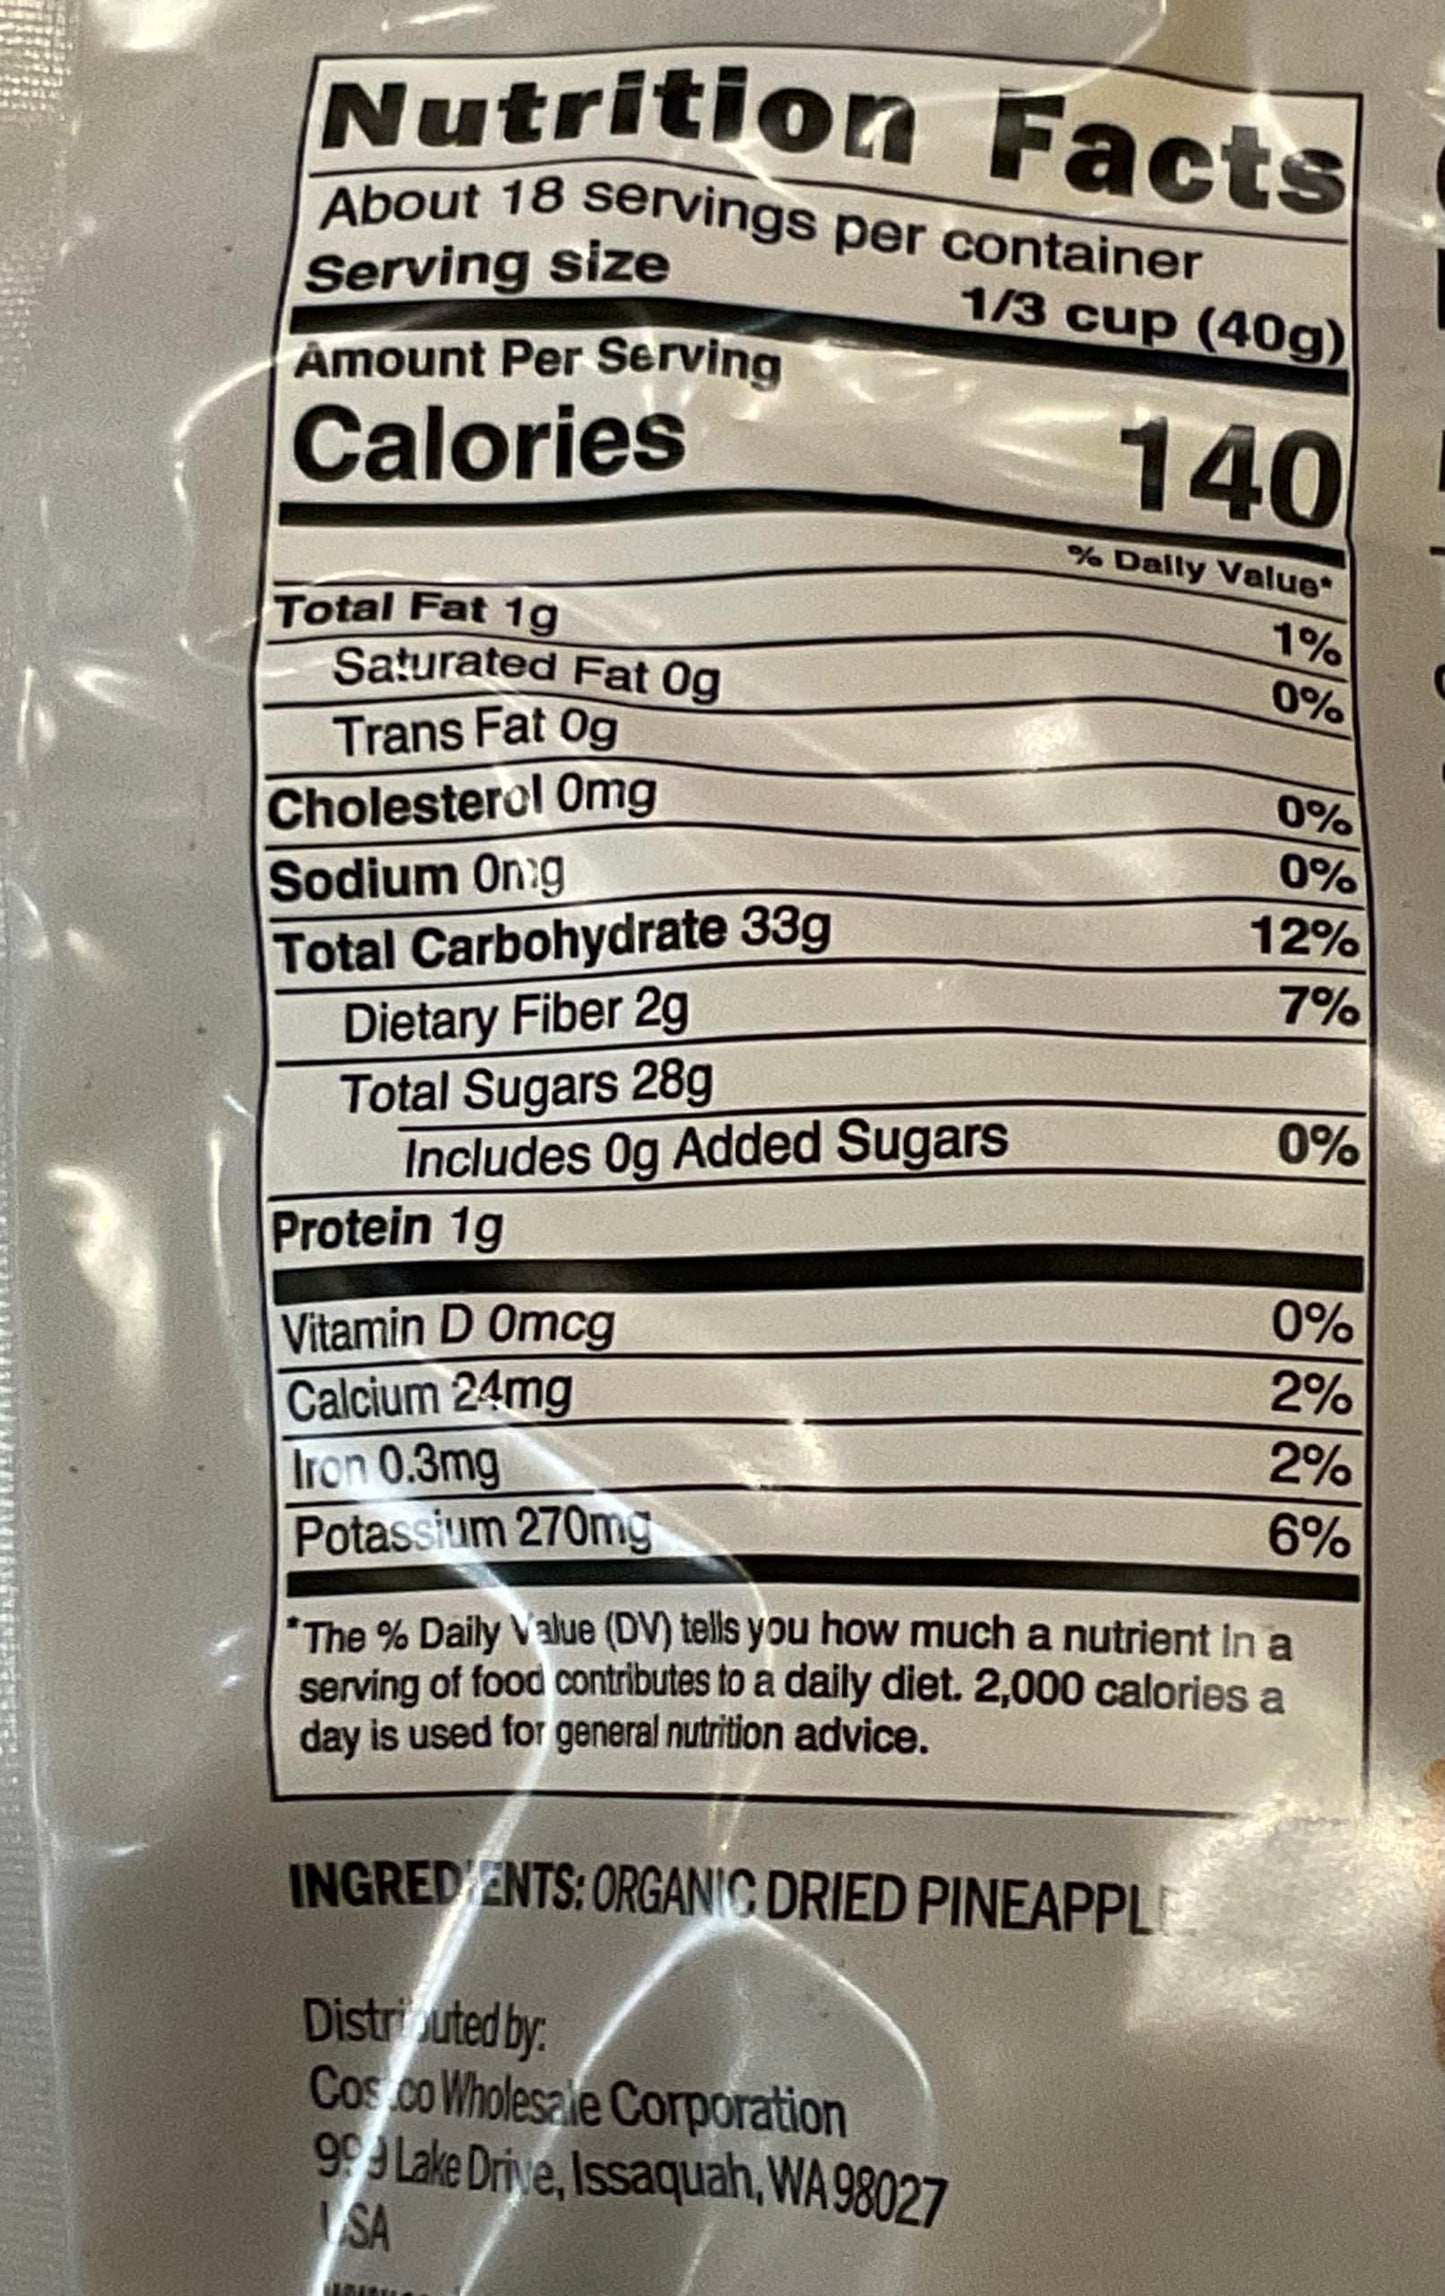 Nutrition Facts
About 18 servings per container
Serving size 1/3 cup (40g)
Amount Per Serving
Calories 140
% Daily Value*
Total Fat 1g 1%
Saturated Fat 0g 0%
Trans Fat 0g
Cholesterol 0mg 0%
Sodium 0mg 0%
Total Carbohydrate 33g 12%
Dietary Fiber 2g 7%
Total Sugars 28g
Includes 0g Added Sugars 0%
Protein 1g
Vitamin D 0mcg 0%
Calcium 24mg 2%
Iron 0.3mg 2%
Potassium 270mg 6%
*The % Daily Value (DV) tells you how much a nutrient in a
serving of food contributes to a daily diet. 2,000 calories a
day is used for general nutrition advice.
INGREDIENTS: ORGANIC DRIED PINEAPPLE
Distributed by:
Costco Wholesale Corporation
999 Lake Drive, Issaquah, WA 98027
USA